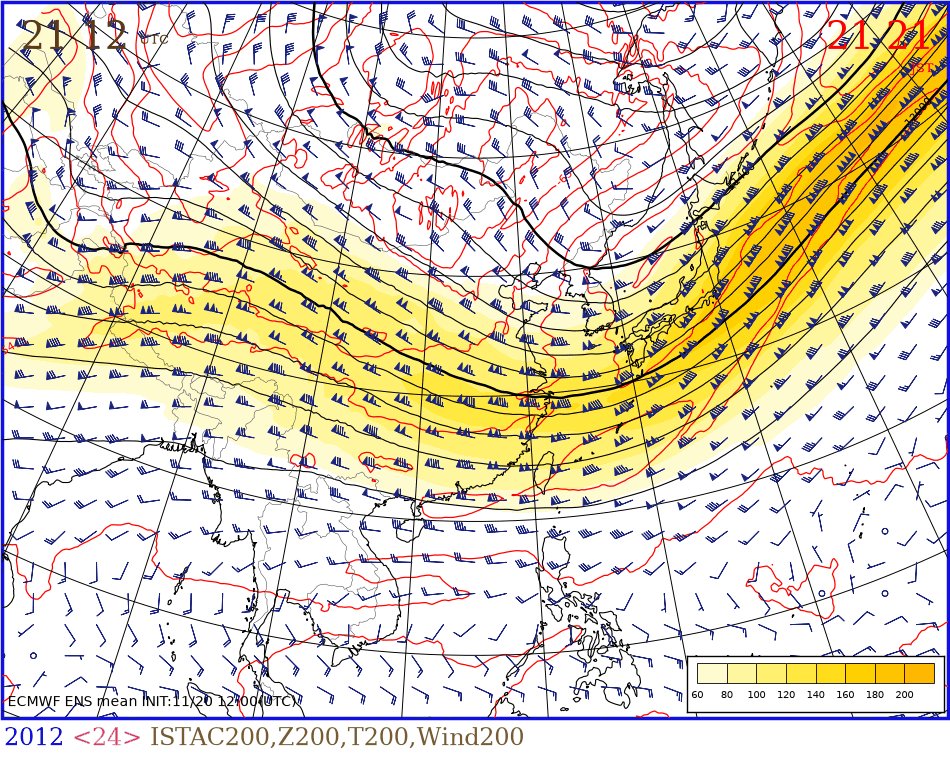 21 12 UTC
21 21 JST
12000
60 80 100 120 140 160 180 200
ECMWF ENS mean INIT:11/20 12:00(UTC)
2012 <24> ISTAC200,Z200,T200,Wind200